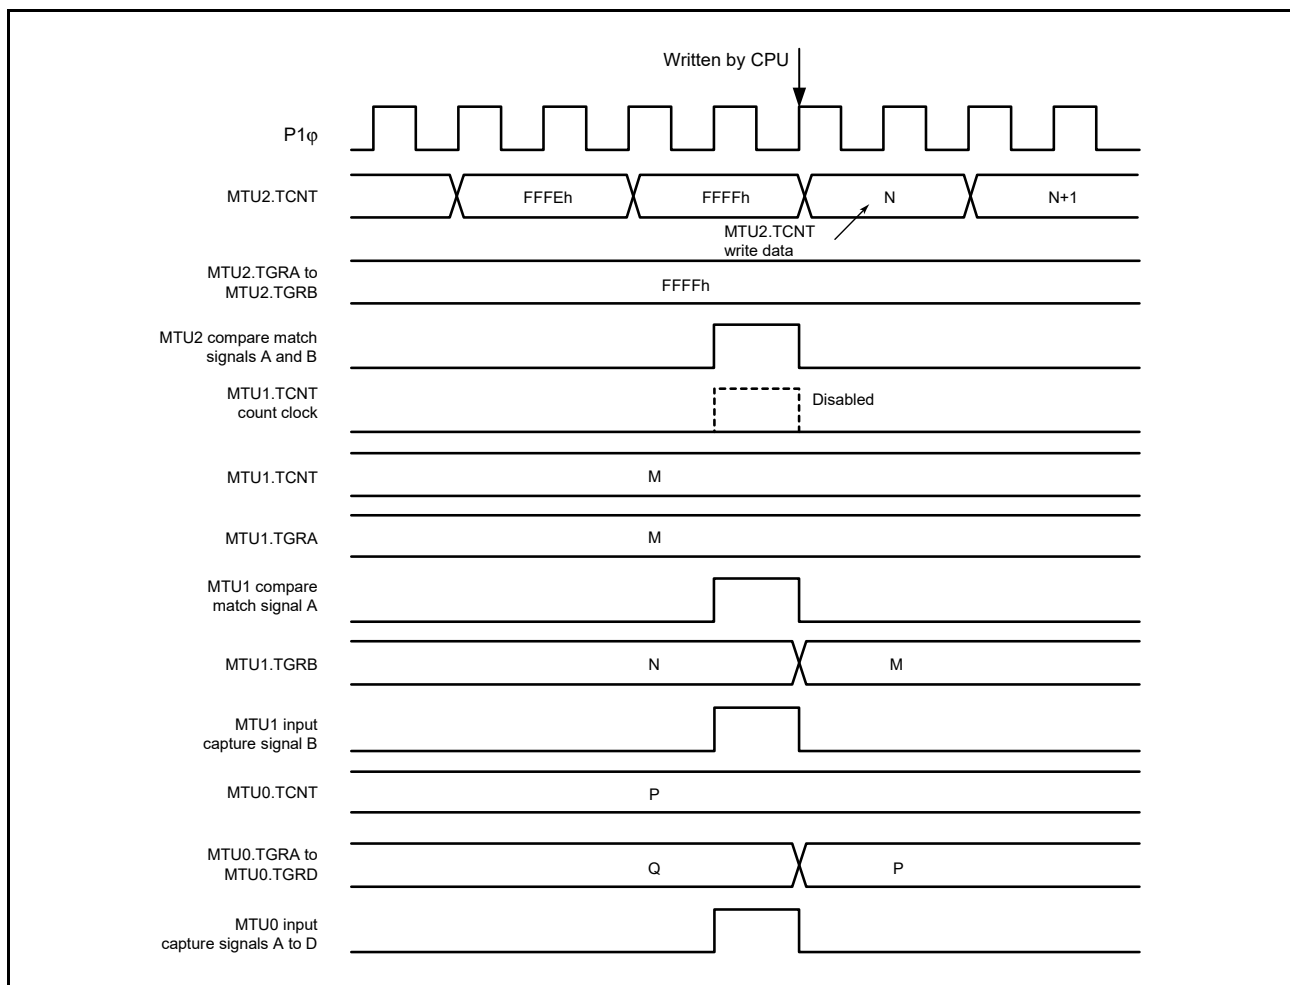 Written by CPU
P1φ
MTU2.TCNT
FFFEh
FFFFh
N
N+1
MTU2.TCNT
write data
MTU2.TGRA to
MTU2.TGRB
FFFFh
MTU2 compare match
signals A and B
MTU1.TCNT
count clock
Disabled
MTU1.TCNT
M
MTU1.TGRA
M
MTU1 compare
match signal A
MTU1.TGRB
N
M
MTU1 input
capture signal B
MTU0.TCNT
P
MTU0.TGRA to
MTU0.TGRD
Q
P
MTU0 input
capture signals A to D